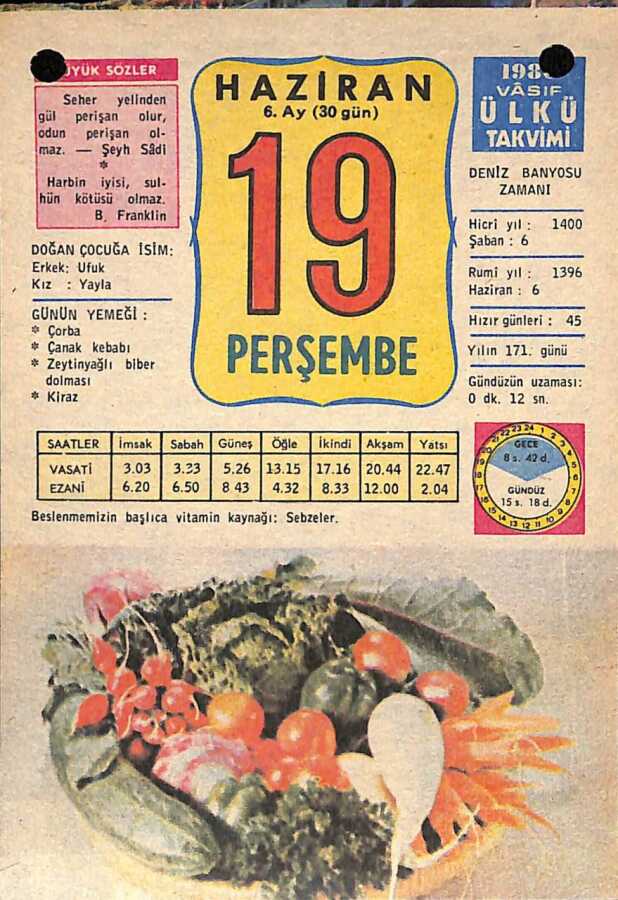 YÜK SÖZLER
Seher yelinden
gül perişan olur,
odun perişan ol-
maz. — Şeyh Sâdi
*
Harbin iyisi, sul-
hün kötüsü olmaz.
B. Franklin
DOĞAN ÇOCUĞA İSİM:
Erkek: Ufuk
Kız : Yayla
GÜNÜN YEMEĞİ :
* Çorba
* Çanak kebabı
* Zeytinyağlı biber
dolması
* Kiraz
HAZİRAN
6. Ay (30 gün)
19
PERŞEMBE
198
VÂSIF
ÜLKÜ
TAKVİMİ
DENİZ BANYOSU
ZAMANI
Hicrî yıl : 1400
Şaban : 6
Rumî yıl : 1396
Haziran : 6
Hızır günleri : 45
Yılın 171. günü
Gündüzün uzaması:
0 dk. 12 sn.
SAATLER İmsak Sabah Güneş Öğle İkindi Akşam Yatsı
VASATİ 3.03 3.33 5.26 13.15 17.16 20.44 22.47
EZANİ 6.20 6.50 8 43 4.32 8.33 12.00 2.04
GECE
8 s. 42 d.
GÜNDÜZ
15 s. 18 d.
Beslenmemizin başlıca vitamin kaynağı: Sebzeler.